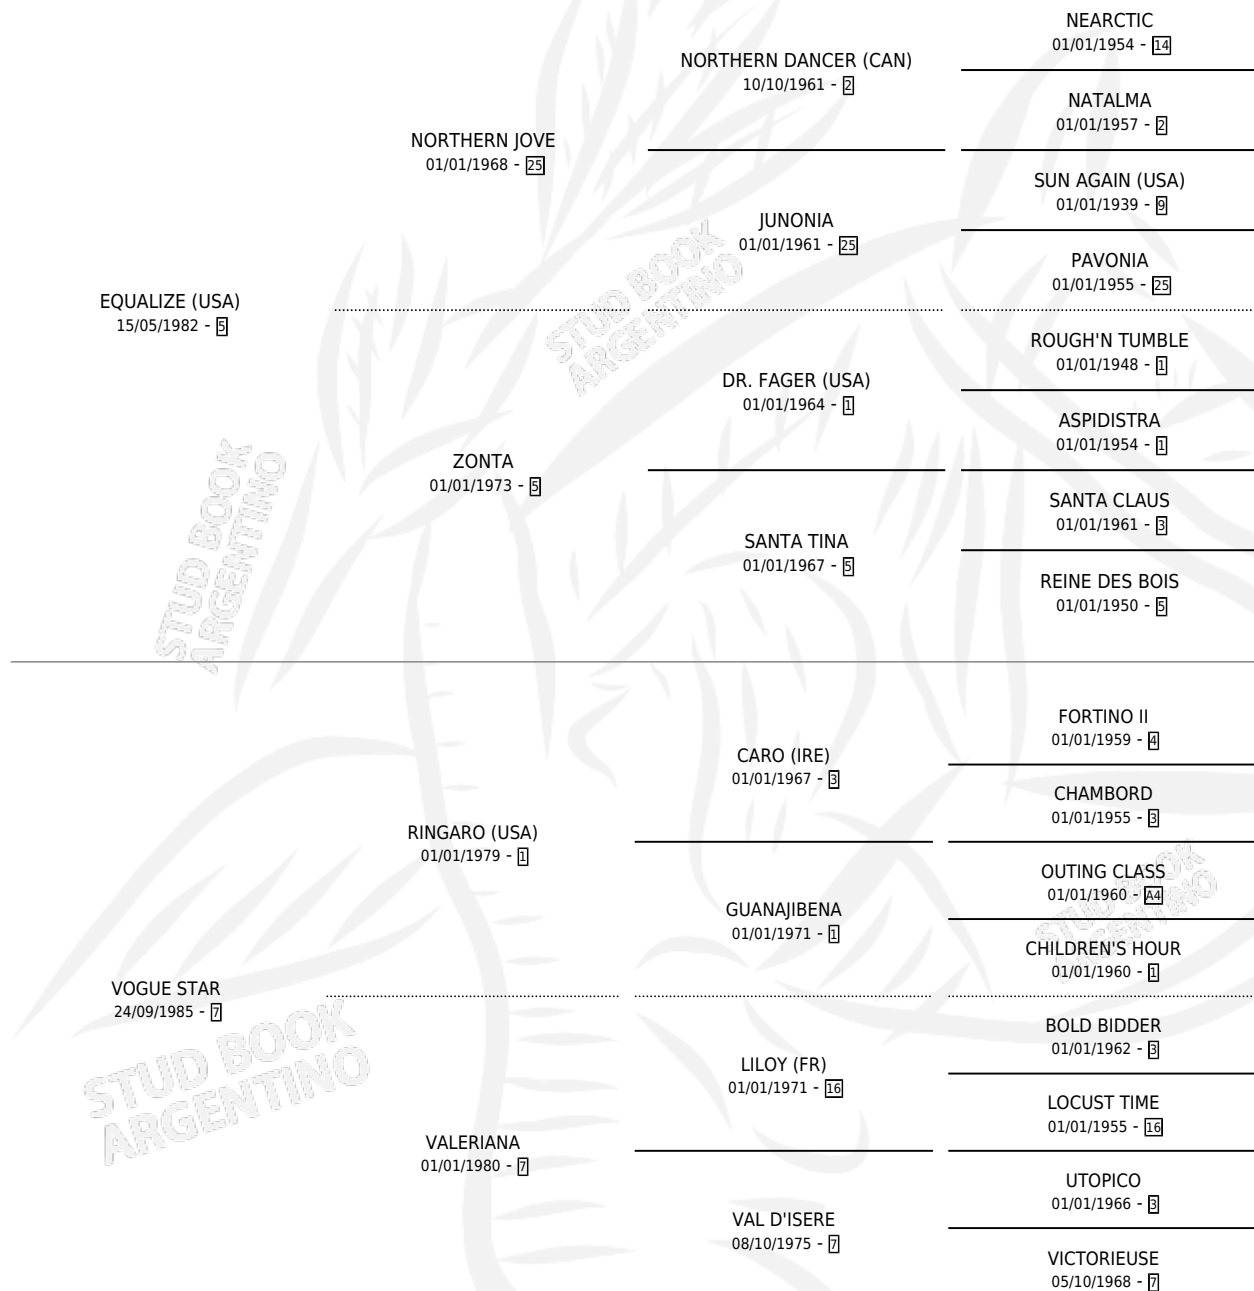 NEARCTIC
01/01/1954 - 14
NORTHERN DANCER (CAN)
10/10/1961 - 2
NATALMA
01/01/1957 - 2
NORTHERN JOVE
01/01/1968 - 25
SUN AGAIN (USA)
01/01/1939 - 9
JUNONIA
01/01/1961 - 25
PAVONIA
01/01/1955 - 25
EQUALIZE (USA)
15/05/1982 - 5
STUD BOOK
ARGENTINO
ROUGH'N TUMBLE
01/01/1948 - 1
DR. FAGER (USA)
01/01/1964 - 1
ASPIDISTRA
01/01/1954 - 1
ZONTA
01/01/1973 - 5
SANTA CLAUS
01/01/1961 - 3
SANTA TINA
01/01/1967 - 5
REINE DES BOIS
01/01/1950 - 5
STUD BOOK
ARGENTINO
FORTINO II
01/01/1959 - 4
CARO (IRE)
01/01/1967 - 3
CHAMBORD
01/01/1955 - 3
RINGARO (USA)
01/01/1979 - 1
OUTING CLASS
01/01/1960 - A4
GUANAJIBENA
01/01/1971 - 1
STUD BOOK
ARGENTINO
CHILDREN'S HOUR
01/01/1960 - 1
VOGUE STAR
24/09/1985 - 7
BOLD BIDDER
01/01/1962 - 3
LILOY (FR)
01/01/1971 - 16
STUD BOOK
ARGENTINO
LOCUST TIME
01/01/1955 - 16
VALERIANA
01/01/1980 - 7
UTOPICO
01/01/1966 - 3
VAL D'ISERE
08/10/1975 - 7
VICTORIEUSE
05/10/1968 - 7